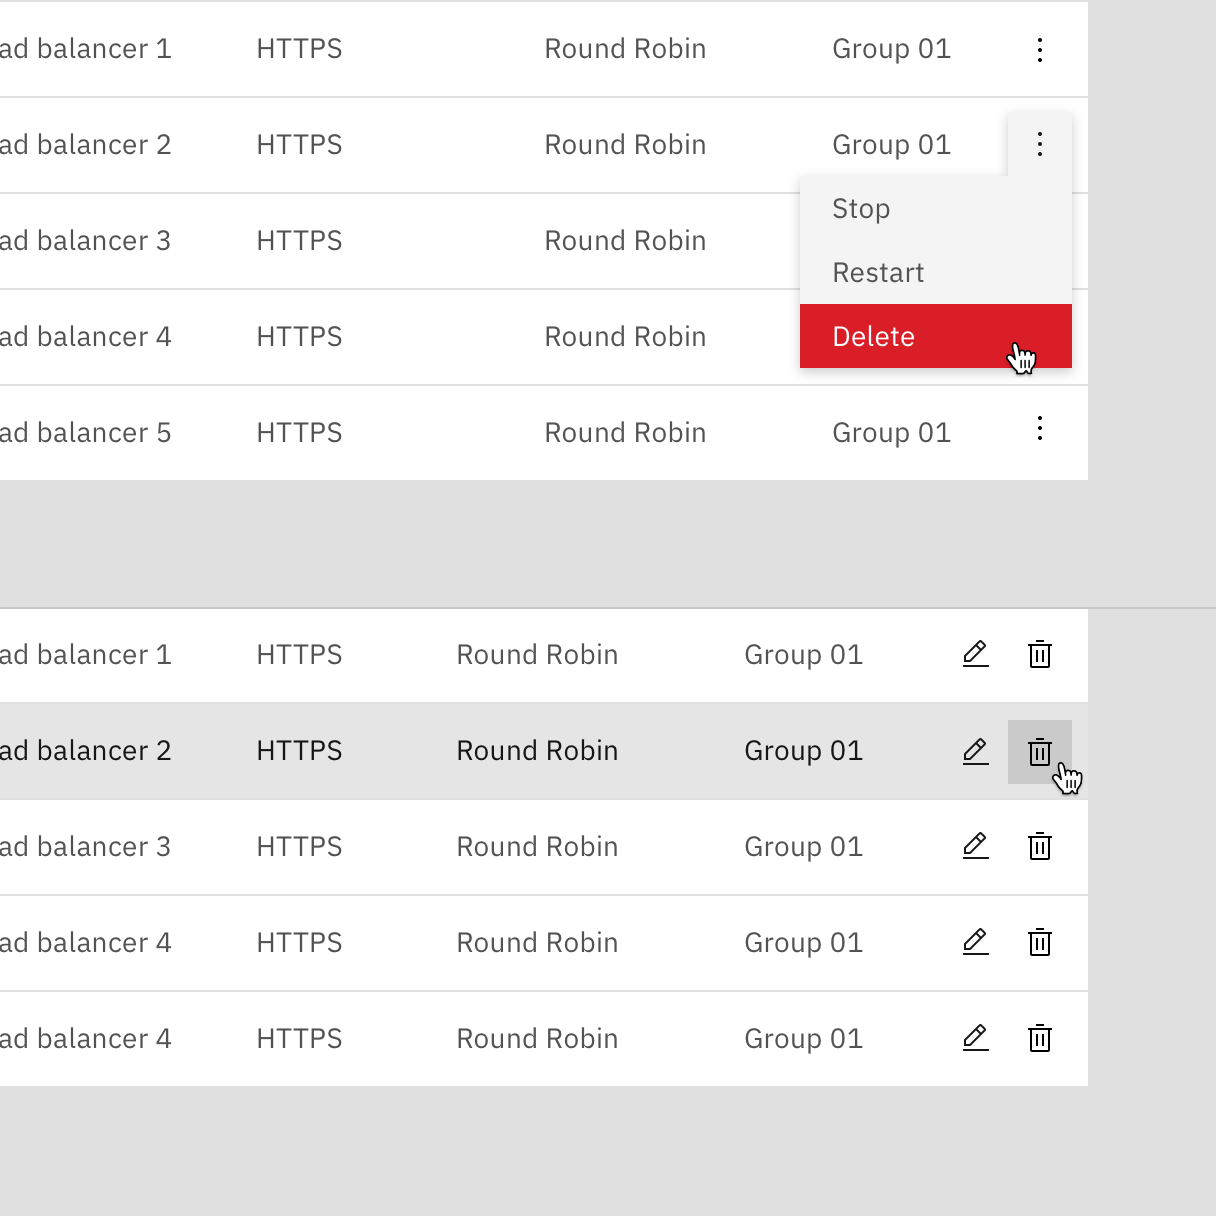 ad balancer 1 HTTPS Round Robin Group 01
ad balancer 2 HTTPS Round Robin Group 01
Stop
ad balancer 3 HTTPS Round Robin
Restart
ad balancer 4 HTTPS Round Robin
Delete
ad balancer 5 HTTPS Round Robin Group 01
ad balancer 1 HTTPS Round Robin Group 01
ad balancer 2 HTTPS Round Robin Group 01
ad balancer 3 HTTPS Round Robin Group 01
ad balancer 4 HTTPS Round Robin Group 01
ad balancer 4 HTTPS Round Robin Group 01